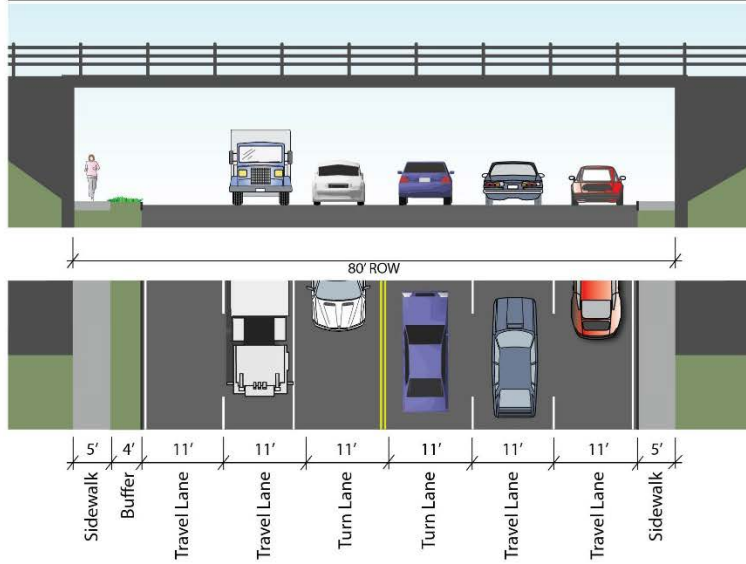 80' ROW
5' 4' 11' 11' 11' 11' 11' 11' 5'
Sidewalk
Buffer
Travel Lane
Travel Lane
Turn Lane
Turn Lane
Travel Lane
Travel Lane
Sidewalk